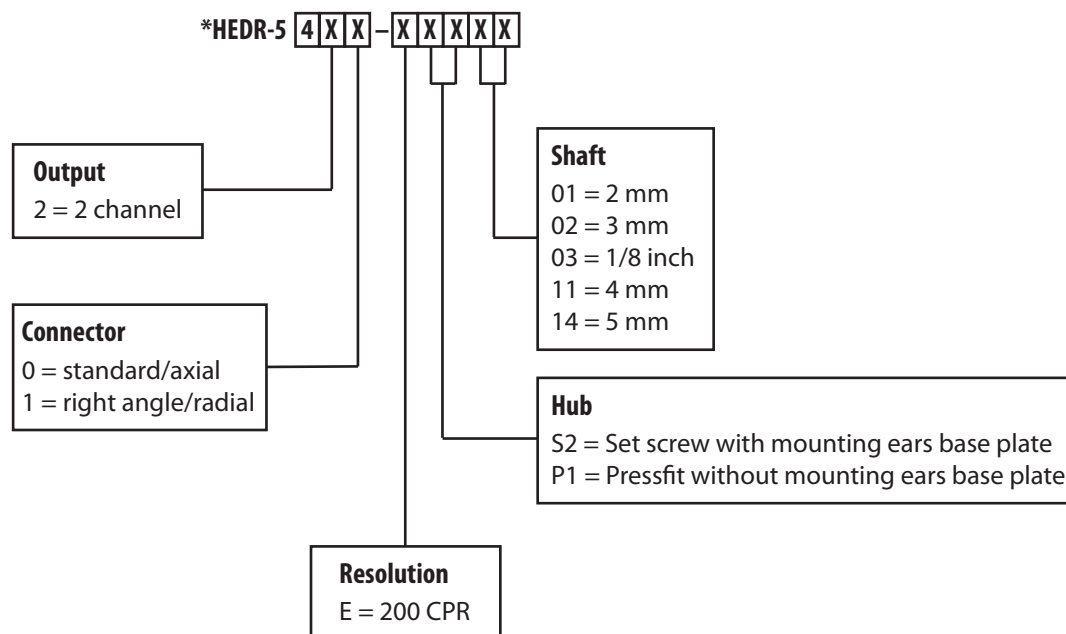 *HEDR-5 4 X X – X X X X X
Output
2 = 2 channel
Shaft
01 = 2 mm
02 = 3 mm
03 = 1/8 inch
11 = 4 mm
14 = 5 mm
Connector
0 = standard/axial
1 = right angle/radial
Hub
S2 = Set screw with mounting ears base plate
P1 = Pressfit without mounting ears base plate
Resolution
E = 200 CPR